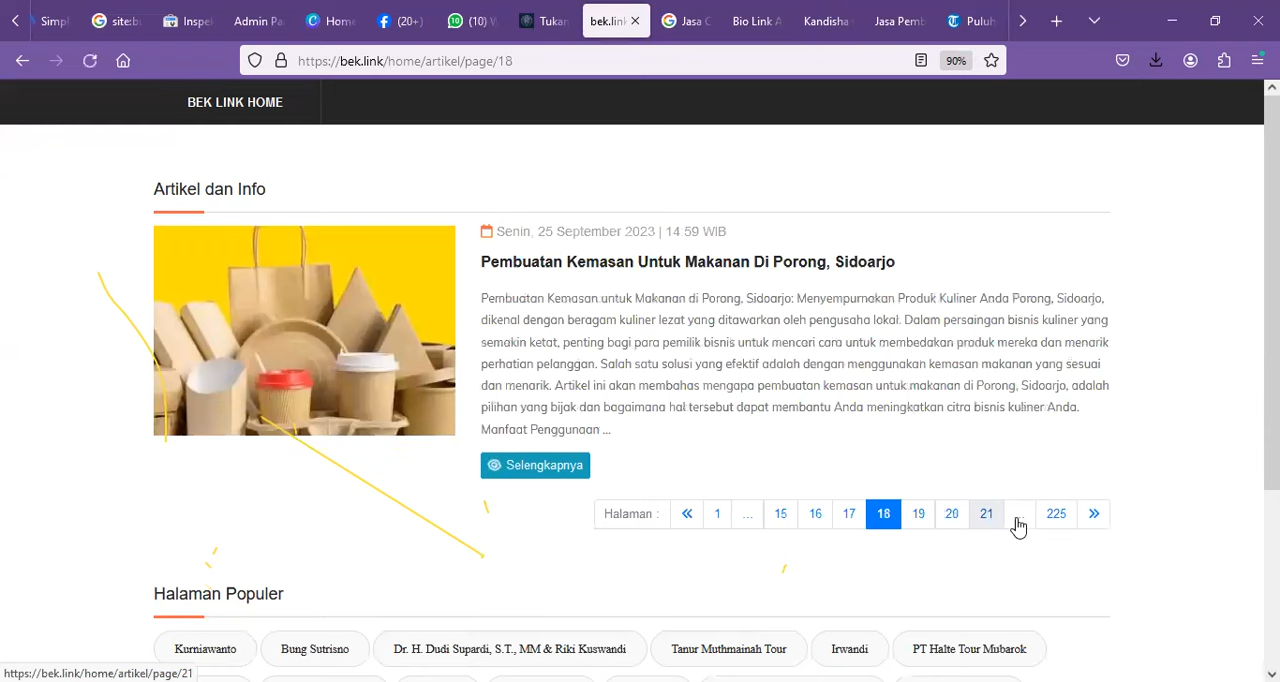 Simpl
site:bu
Inspek
Admin Pa
Home
(20+)
(10) W
Tukan
bek.link
Jasa C
Bio Link A
Kandisha
Jasa Pemb
Puluh
https://bek.link/home/artikel/page/18
90%
BEK LINK HOME
Artikel dan Info
Senin, 25 September 2023 | 14:59 WIB
Pembuatan Kemasan Untuk Makanan Di Porong, Sidoarjo
Pembuatan Kemasan untuk Makanan di Porong, Sidoarjo: Menyempurnakan Produk Kuliner Anda Porong, Sidoarjo,
dikenal dengan beragam kuliner lezat yang ditawarkan oleh pengusaha lokal. Dalam persaingan bisnis kuliner yang
semakin ketat, penting bagi para pemilik bisnis untuk mencari cara untuk membedakan produk mereka dan menarik
perhatian pelanggan. Salah satu solusi yang efektif adalah dengan menggunakan kemasan makanan yang sesuai
dan menarik. Artikel ini akan membahas mengapa pembuatan kemasan untuk makanan di Porong, Sidoarjo, adalah
pilihan yang bijak dan bagaimana hal tersebut dapat membantu Anda meningkatkan citra bisnis kuliner Anda.
Manfaat Penggunaan ...
Selengkapnya
Halaman : « 1 ... 15 16 17 18 19 20 21 225 »
Halaman Populer
Kurniawanto Bung Sutrisno Dr. H. Dudi Supardi, S.T., MM & Riki Kuswandi Tanur Muthmainah Tour Irwandi PT Halte Tour Mubarok
https://bek.link/home/artikel/page/21